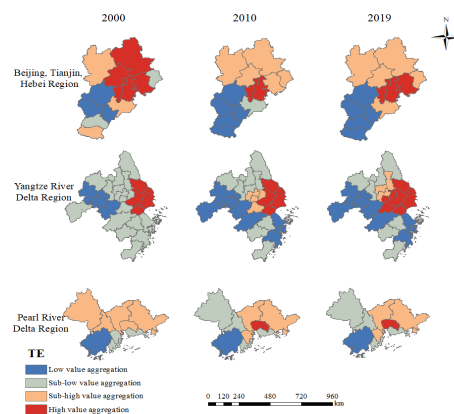 2000 2010 2019
N
Beijing, Tianjin,
Hebei Region
Yangtze River
Delta Region
Pearl River
Delta Region
TE
Low value aggregation
Sub-low value aggregation
Sub-high value aggregation
High value aggregation
0 120 240 480 720 960
km